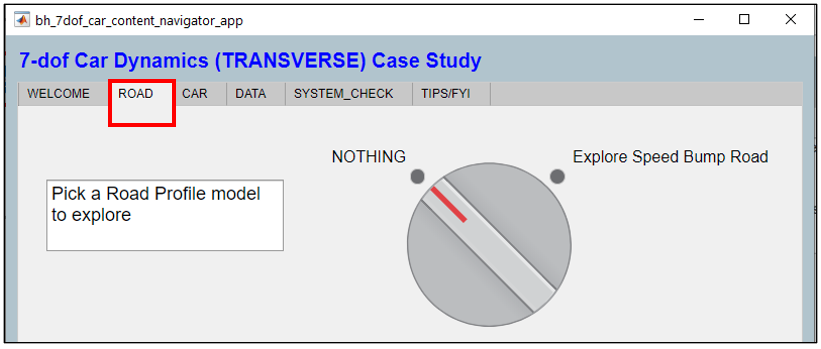 bh_7dof_car_content_navigator_app
7-dof Car Dynamics (TRANSVERSE) Case Study
WELCOME ROAD CAR DATA SYSTEM_CHECK TIPS/FYI
NOTHING Explore Speed Bump Road
Pick a Road Profile model
to explore